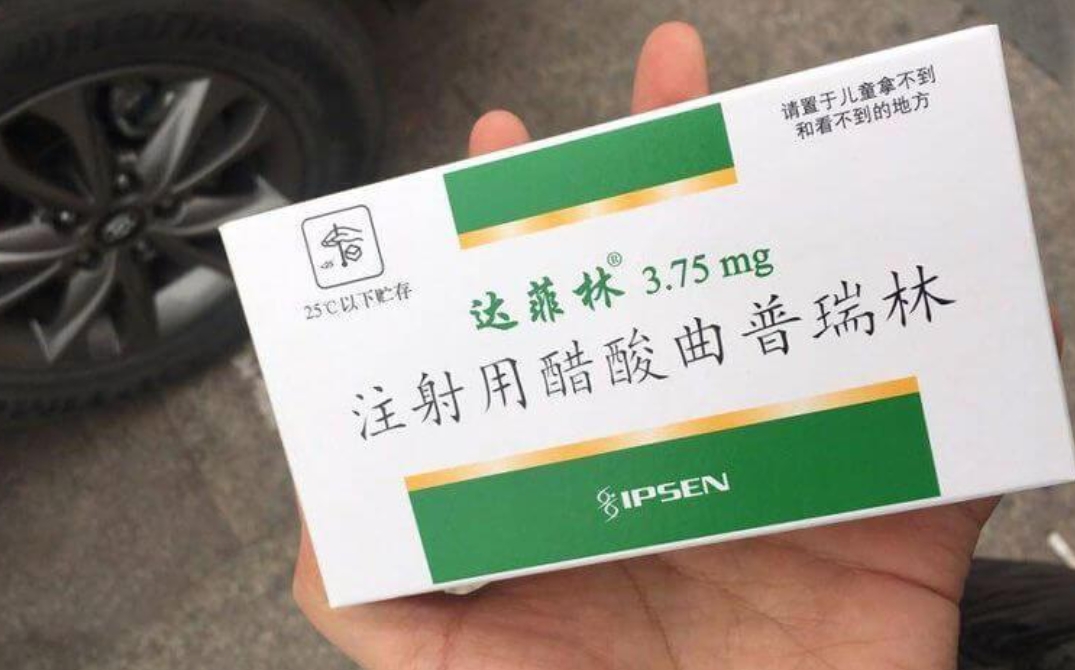 请置于儿童拿不到
和看不到的地方
25℃以下贮存
达菲林® 3.75 mg
注射用醋酸曲普瑞林
IPSEN